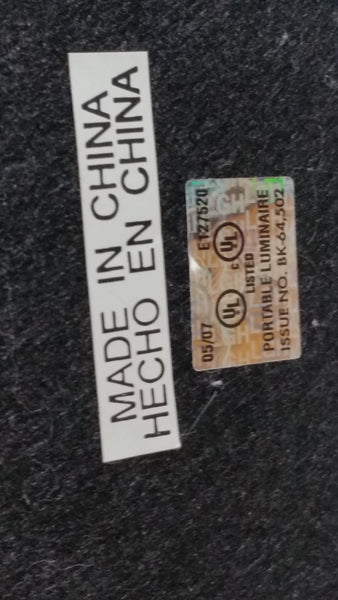 MADE IN CHINA
HECHO EN CHINA
05/07 E127520
UL c UL
LISTED
PORTABLE LUMINAIRE
ISSUE NO. BK-64,502